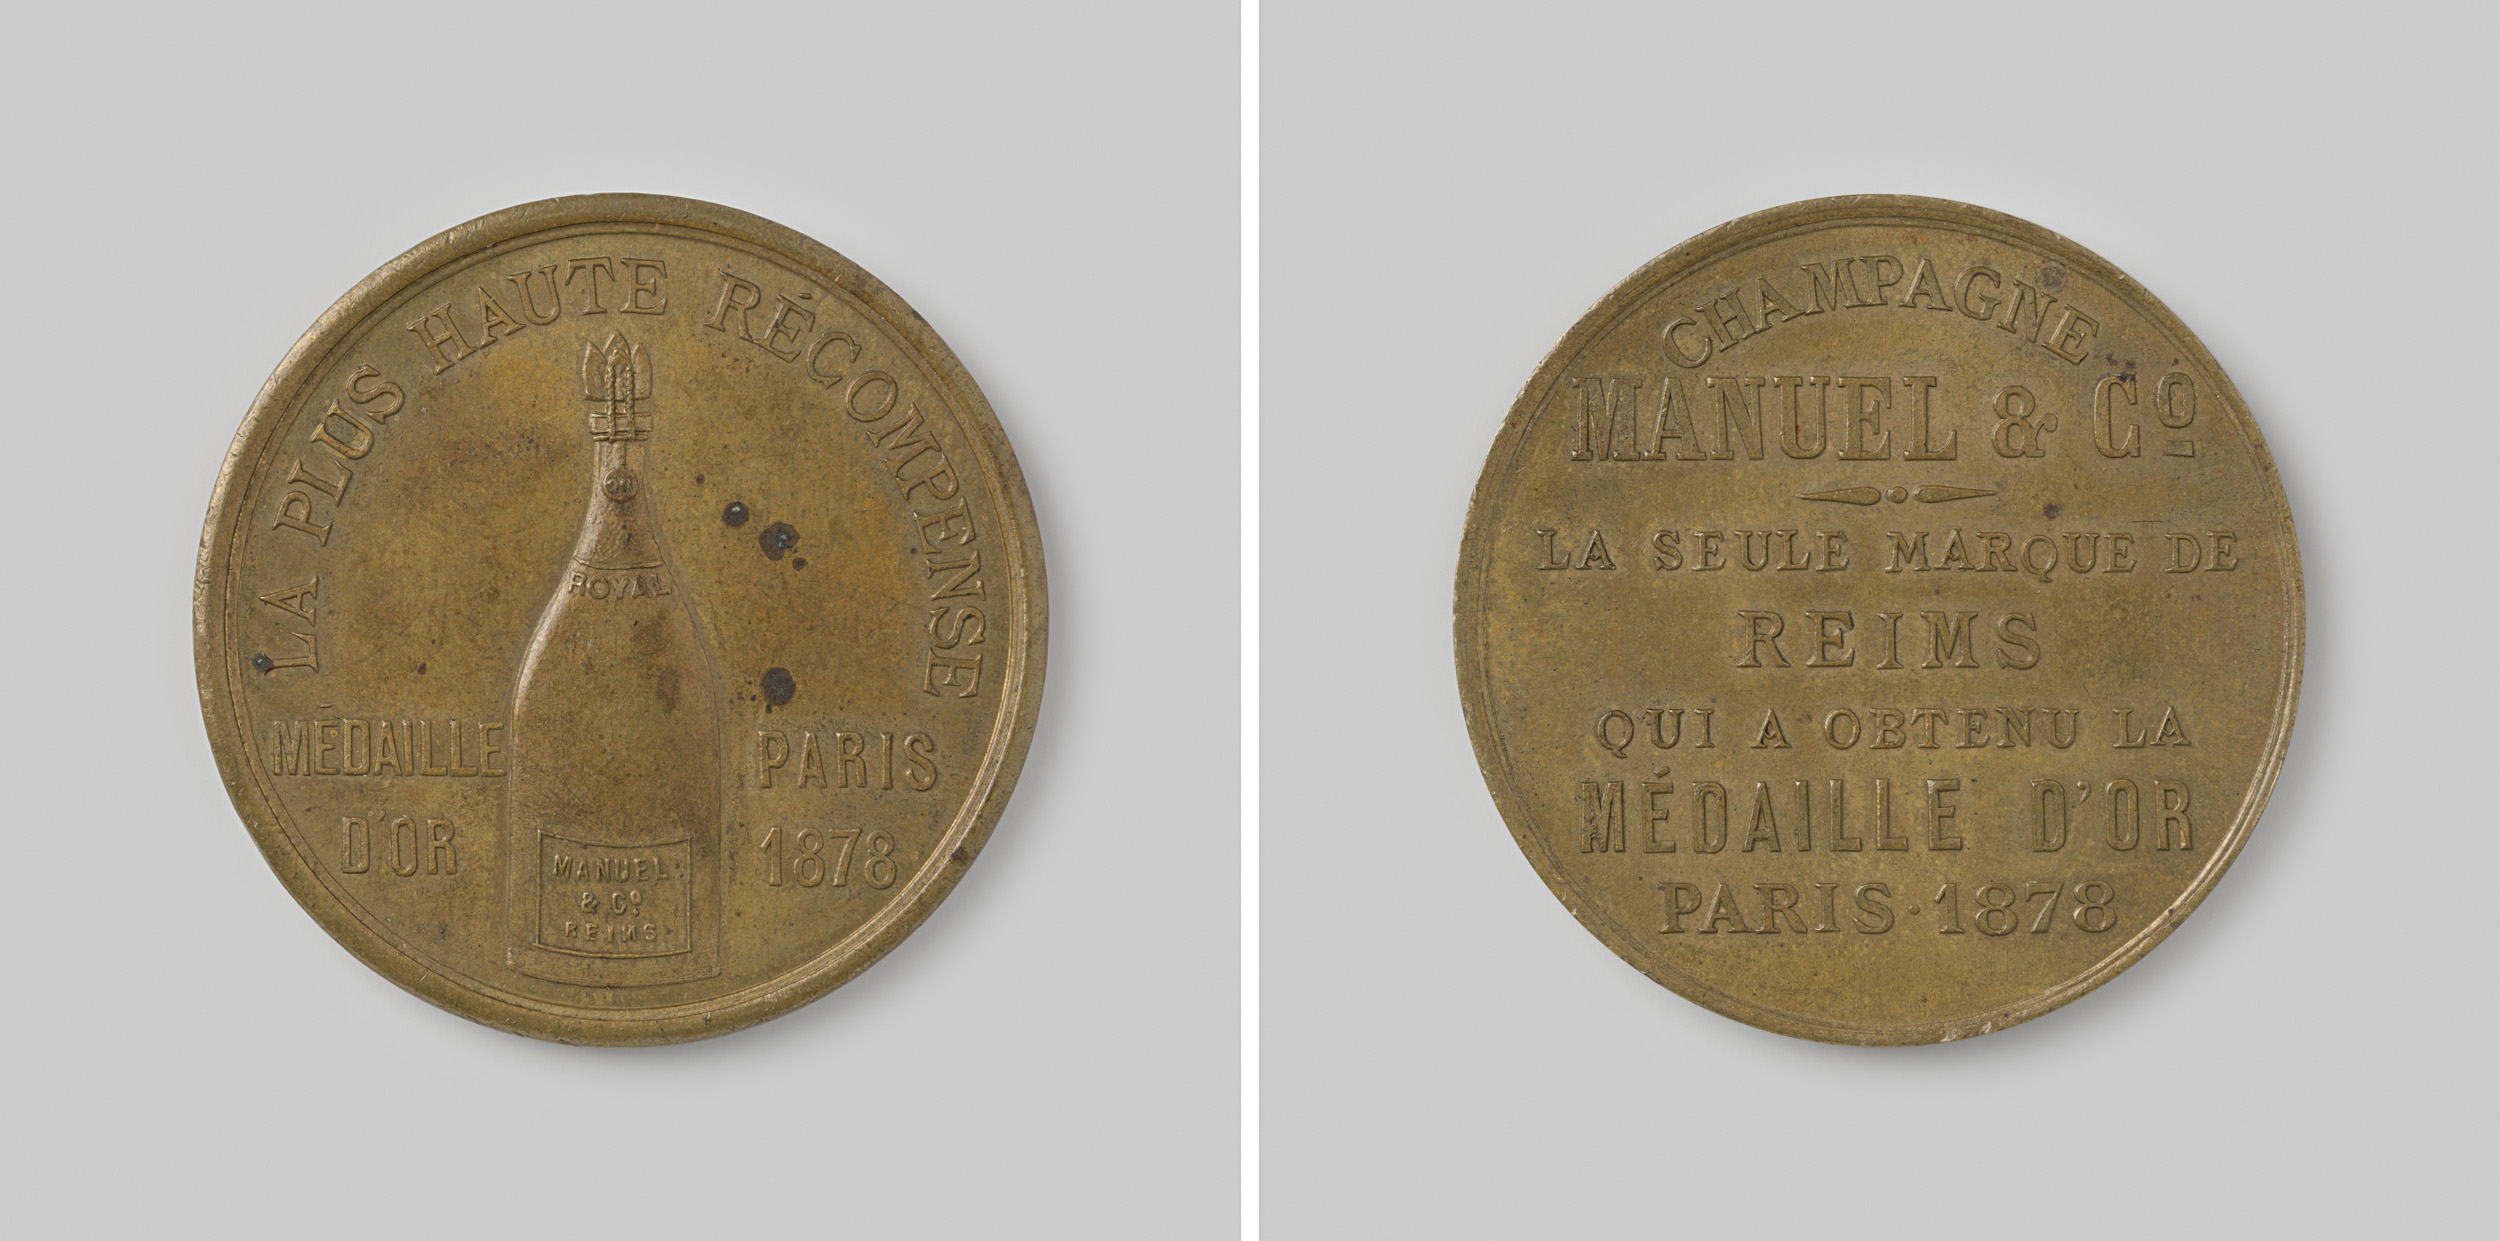 LA PLUS HAUTE RÉCOMPENSE
ROYAL
MÉDAILLE
D'OR
PARIS
1878
MANUEL
& Cº
REIMS
CHAMPAGNE
MANUEL & Cº
LA SEULE MARQUE DE
REIMS
QUI A OBTENU LA
MÉDAILLE D'OR
PARIS · 1878